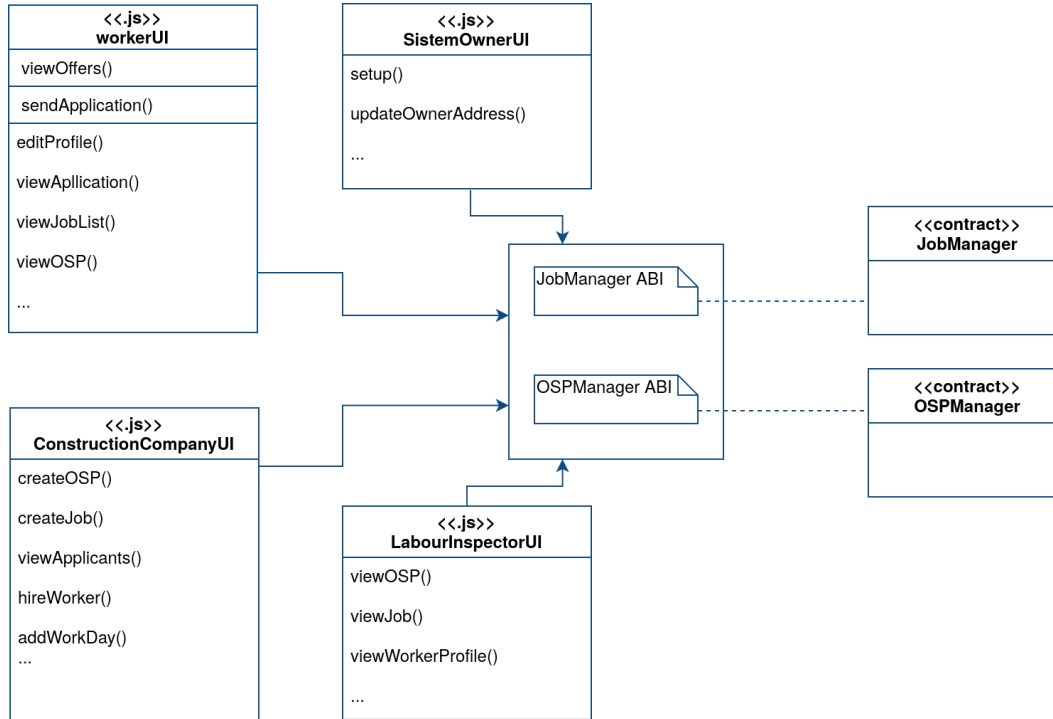 <<.js>>
workerUI
viewOffers()
sendApplication()
editProfile()
viewApllication()
viewJobList()
viewOSP()
...
<<.js>>
SistemOwnerUI
setup()
updateOwnerAddress()
...
JobManager ABI
OSPManager ABI
<<contract>>
JobManager
<<contract>>
OSPManager
<<.js>>
ConstructionCompanyUI
createOSP()
createJob()
viewApplicants()
hireWorker()
addWorkDay()
...
<<.js>>
LabourInspectorUI
viewOSP()
viewJob()
viewWorkerProfile()
...